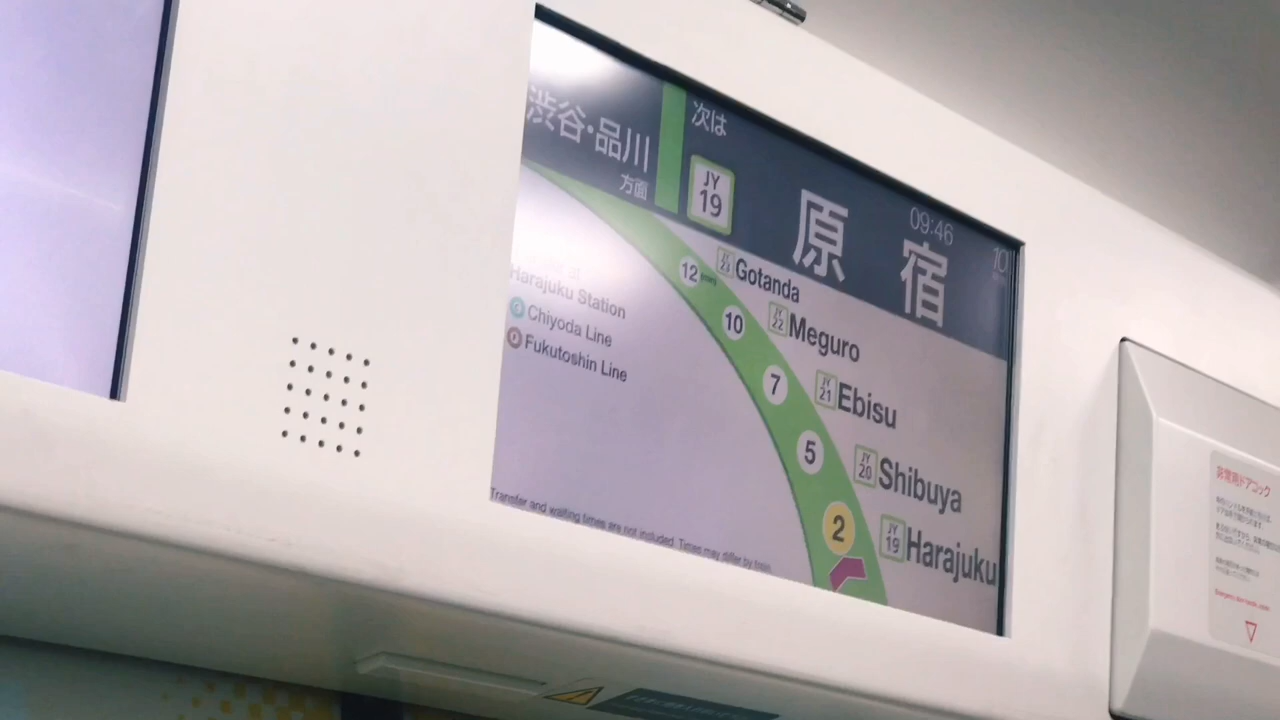 渋谷・品川
方面
次は
JY
19
原宿
09:46
10
12
JY
23
Gotanda
10
JY
22
Meguro
7
JY
21
Ebisu
5
JY
20
Shibuya
2
JY
19
Harajuku
Harajuku Station
Chiyoda Line
Fukutoshin Line
Transfer and waiting times are not included. Times may differ by train.
非常用ドアコック